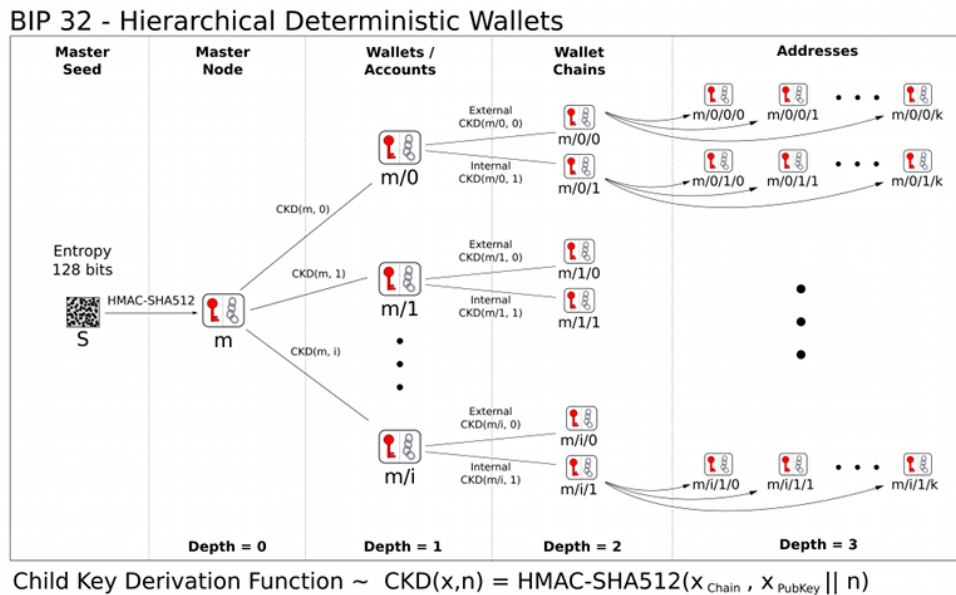 BIP 32 - Hierarchical Deterministic Wallets
Master Seed
Master Node
Wallets / Accounts
Wallet Chains
Addresses
Entropy
128 bits
S
HMAC-SHA512
m
CKD(m, 0)
CKD(m, 1)
CKD(m, i)
m/0
m/1
m/i
External
CKD(m/0, 0)
Internal
CKD(m/0, 1)
External
CKD(m/1, 0)
Internal
CKD(m/1, 1)
External
CKD(m/i, 0)
Internal
CKD(m/i, 1)
m/0/0
m/0/1
m/1/0
m/1/1
m/i/0
m/i/1
m/0/0/0 m/0/0/1 • • • m/0/0/k
m/0/1/0 m/0/1/1 • • • m/0/1/k
m/i/1/0 m/i/1/1 • • • m/i/1/k
Depth = 0
Depth = 1
Depth = 2
Depth = 3
Child Key Derivation Function ~ CKD(x,n) = HMAC-SHA512(x Chain , x PubKey || n)